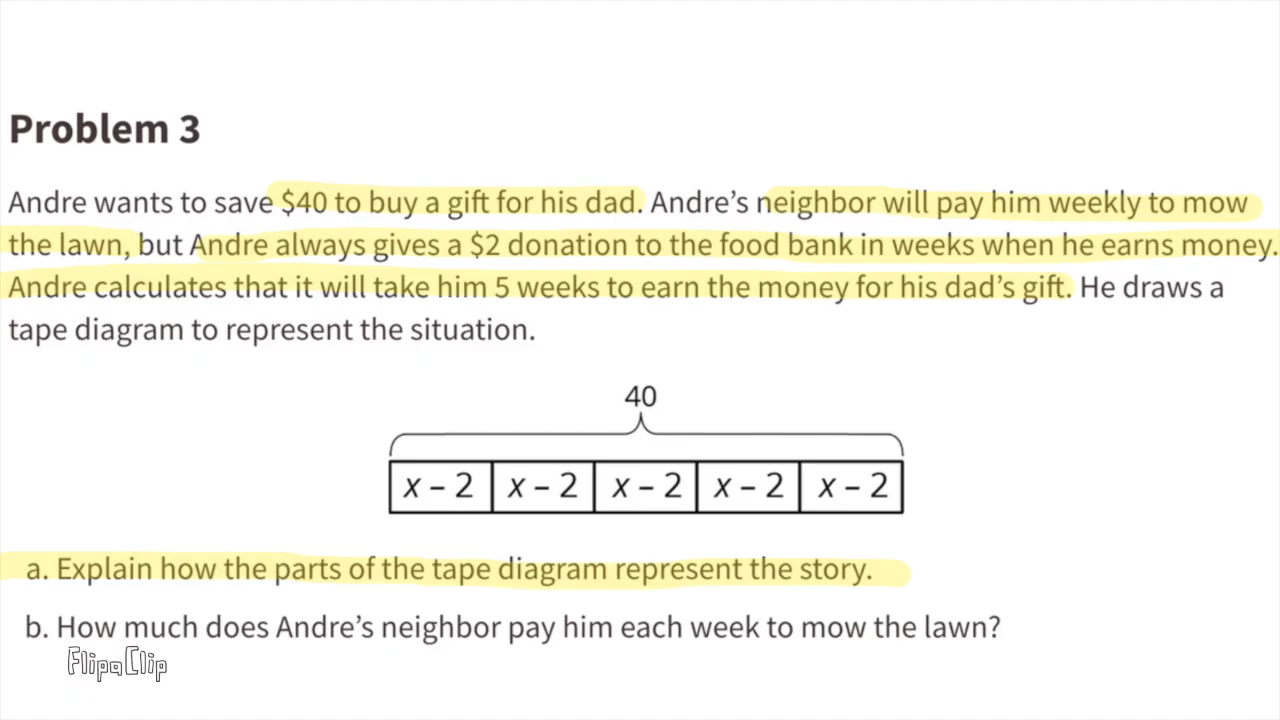 Problem 3
Andre wants to save $40 to buy a gift for his dad. Andre’s neighbor will pay him weekly to mow
the lawn, but Andre always gives a $2 donation to the food bank in weeks when he earns money.
Andre calculates that it will take him 5 weeks to earn the money for his dad’s gift. He draws a
tape diagram to represent the situation.
40
x – 2 x – 2 x – 2 x – 2 x – 2
a. Explain how the parts of the tape diagram represent the story.
b. How much does Andre’s neighbor pay him each week to mow the lawn?
FlipaClip